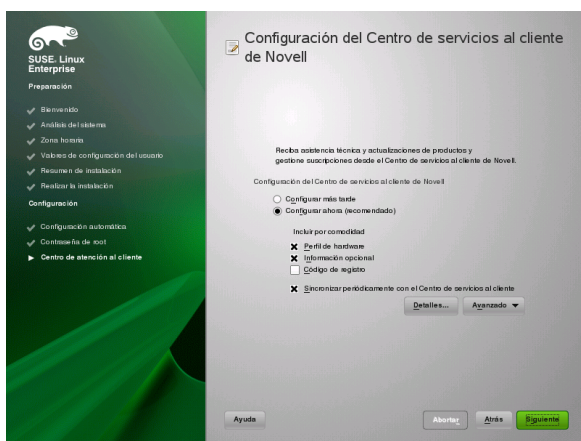 SUSE. Linux
Enterprise
Preparación
Bienvenido
Análisis del sistema
Zona horaria
Valores de configuración del usuario
Resumen de instalación
Realizar la instalación
Configuración
Configuración automática
Contraseña de root
Centro de atención al cliente
Configuración del Centro de servicios al cliente
de Novell
Reciba asistencia técnica y actualizaciones de productos y
gestione suscripciones desde el Centro de servicios al cliente de Novell.
Configuración del Centro de servicios al cliente de Novell
Configurar más tarde
Configurar ahora (recomendado)
Incluir por comodidad
Perfil de hardware
Información opcional
Código de registro
Sincronizar periódicamente con el Centro de servicios al cliente
Detalles...
Avanzado
Ayuda
Abortar
Atrás
Siguiente